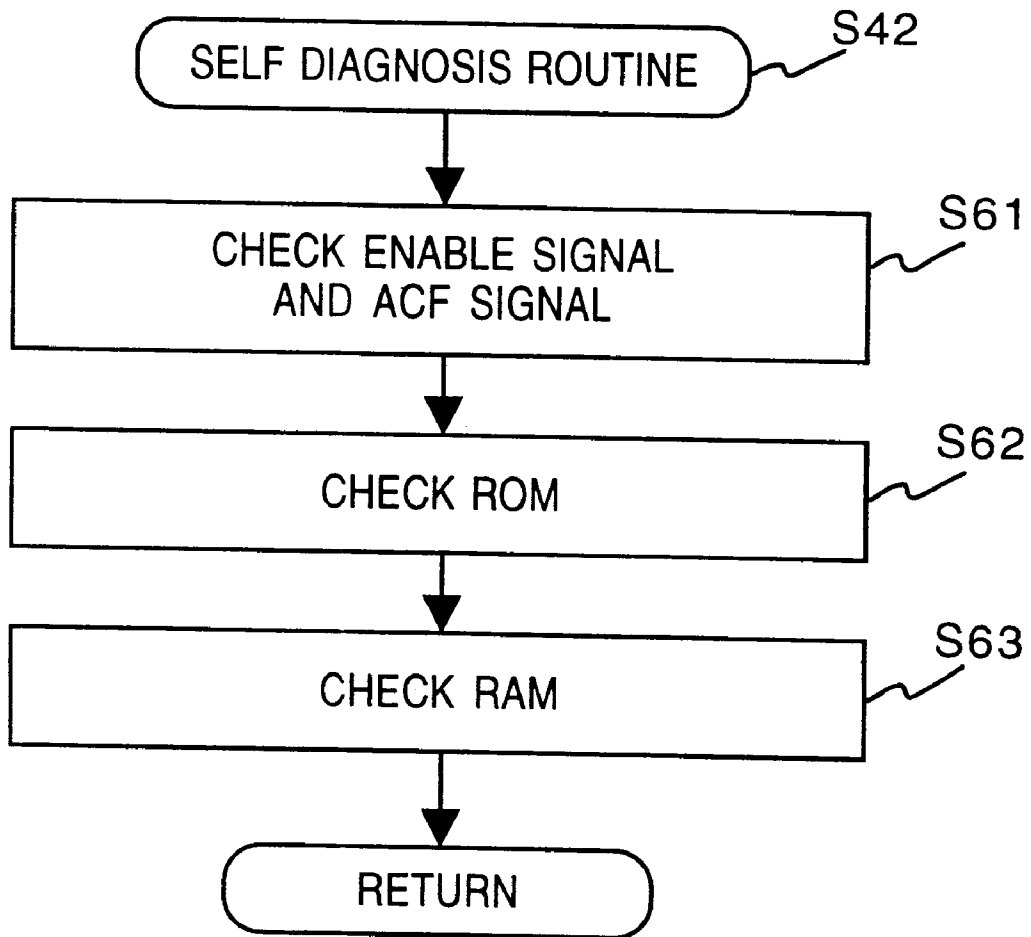 S42
SELF DIAGNOSIS ROUTINE
S61
CHECK ENABLE SIGNAL
AND ACF SIGNAL
S62
CHECK ROM
S63
CHECK RAM
RETURN